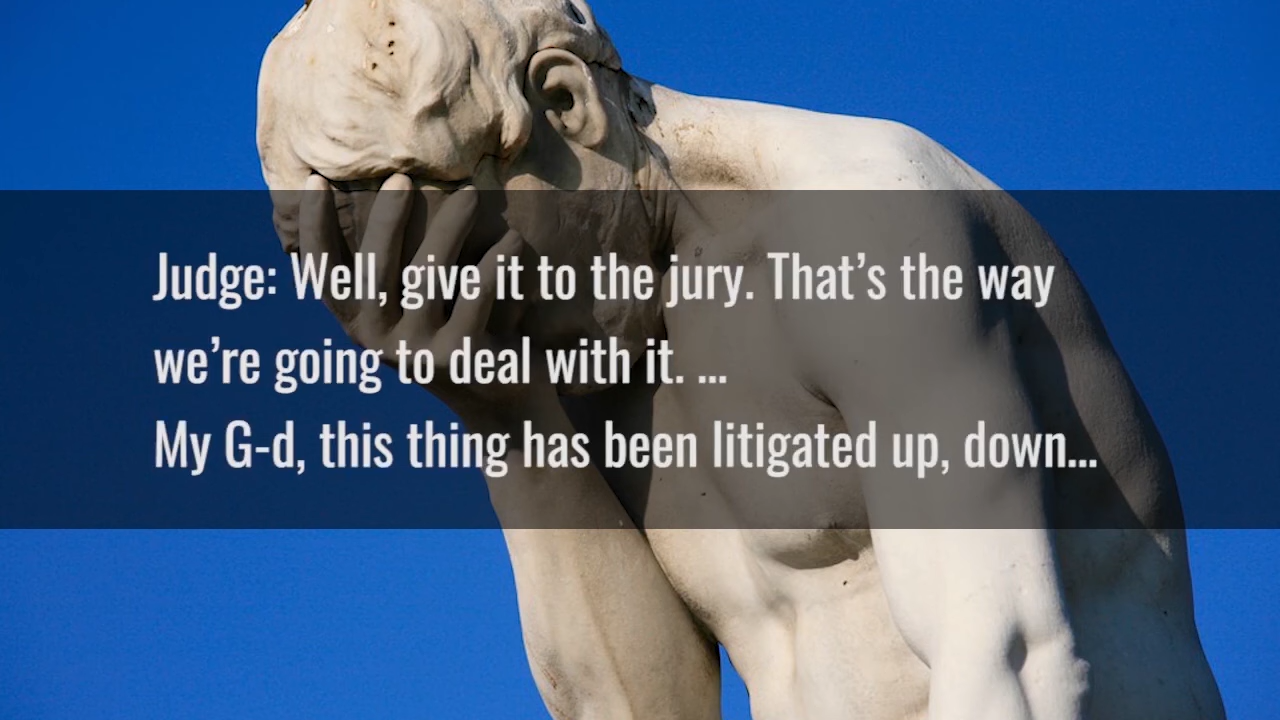 Judge: Well, give it to the jury. That’s the way
we’re going to deal with it. ...
My G-d, this thing has been litigated up, down...